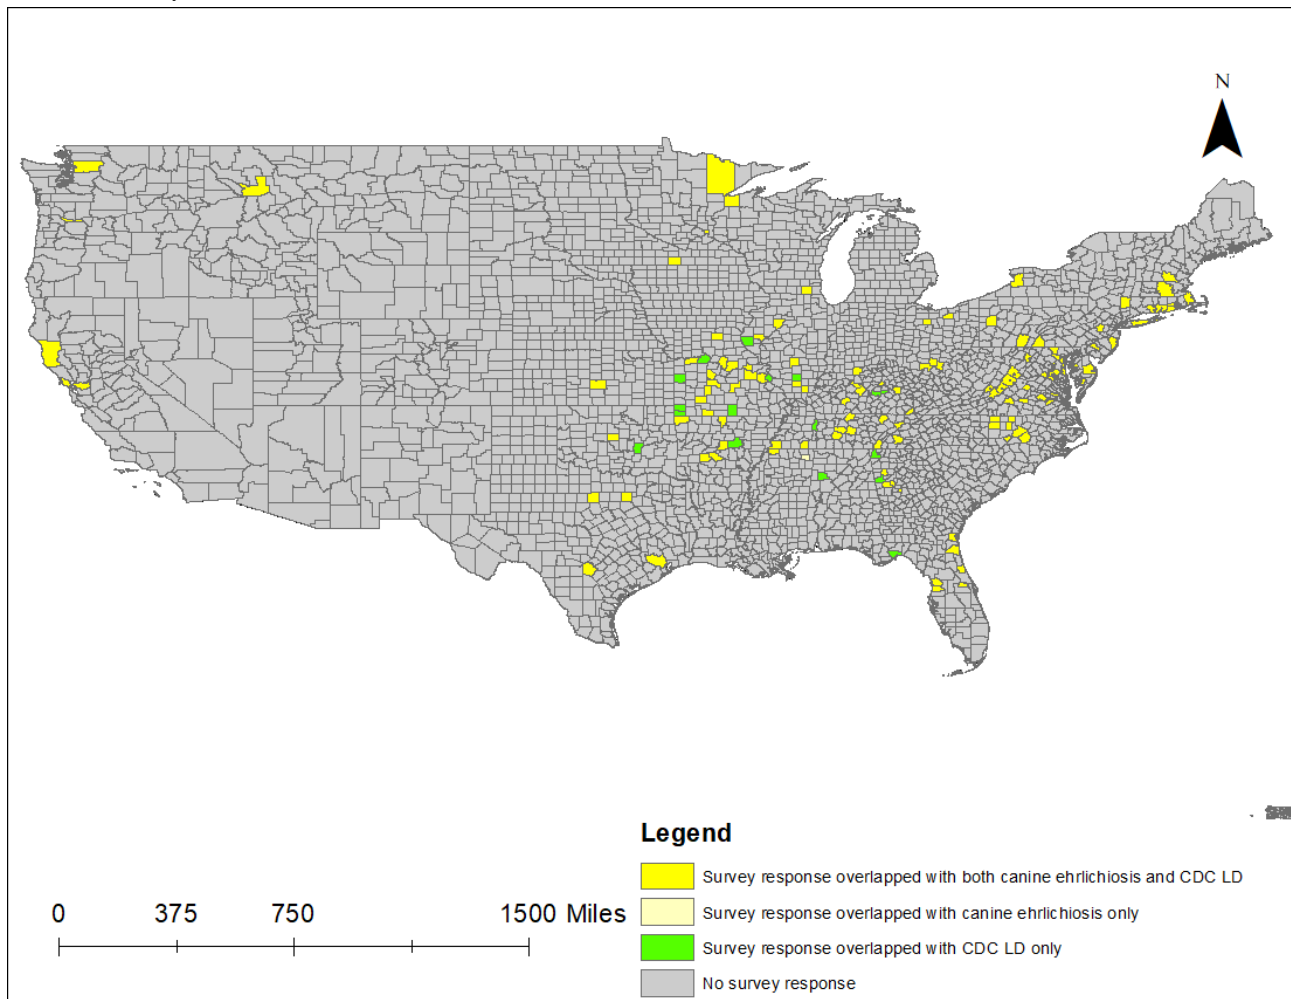 N
Legend
Survey response overlapped with both canine ehrlichiosis and CDC LD
Survey response overlapped with canine ehrlichiosis only
Survey response overlapped with CDC LD only
No survey response
0 375 750 1500 Miles